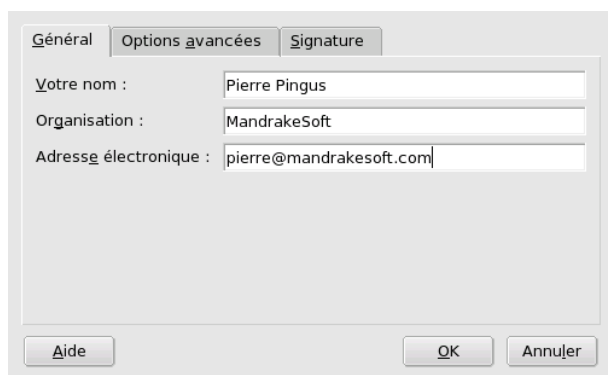 Général Options avancées Signature
Votre nom : Pierre Pingus
Organisation : MandrakeSoft
Adresse électronique : pierre@mandrakesoft.com
Aide OK Annuler